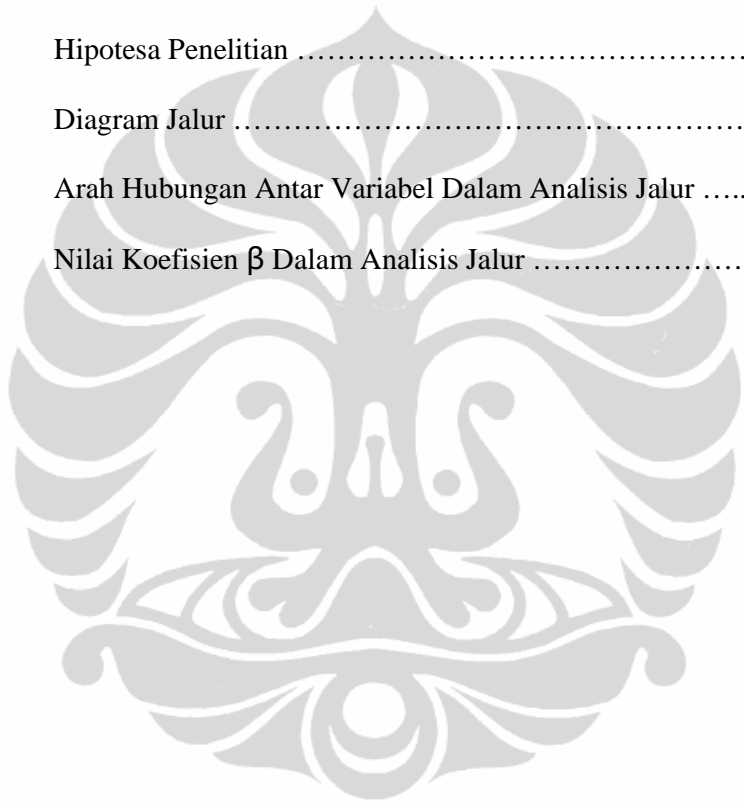 Hipotesa Penelitian ……………………………………….
Diagram Jalur ……………………………………………
Arah Hubungan Antar Variabel Dalam Analisis Jalur …..
Nilai Koefisien β Dalam Analisis Jalur …………………